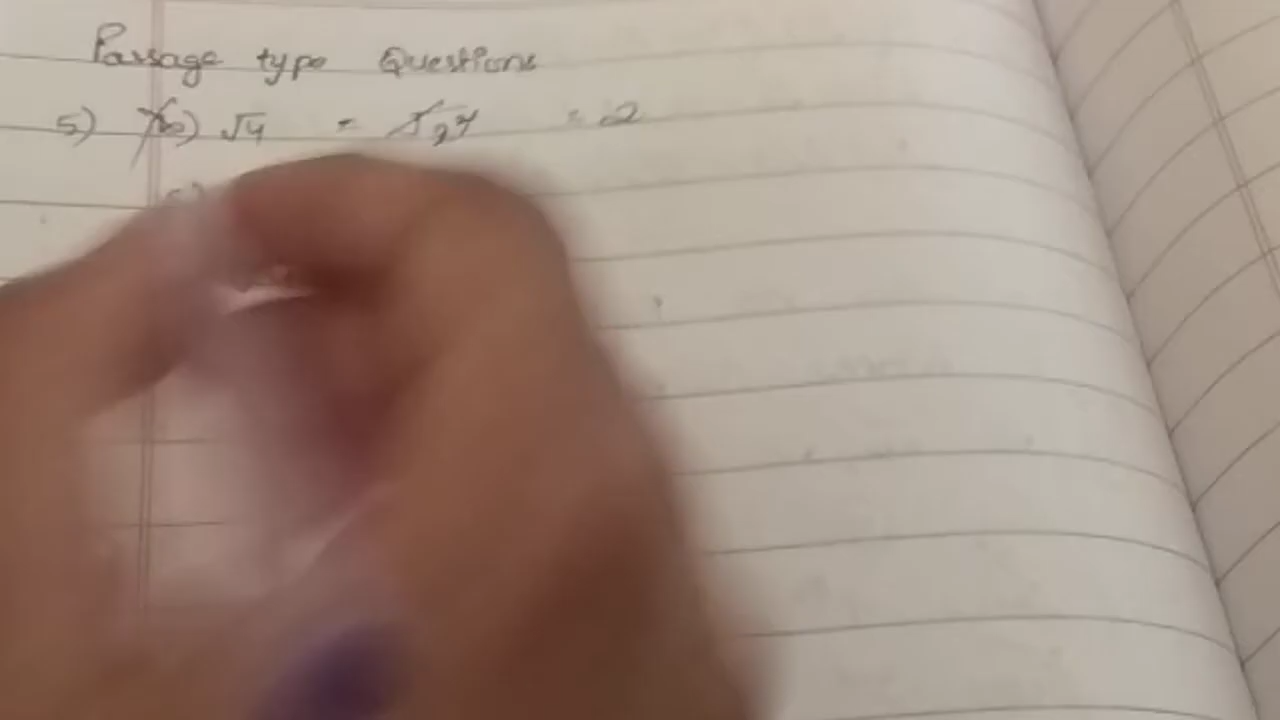 Passage type Questions
5) b) √4 = √2² = 2
c)